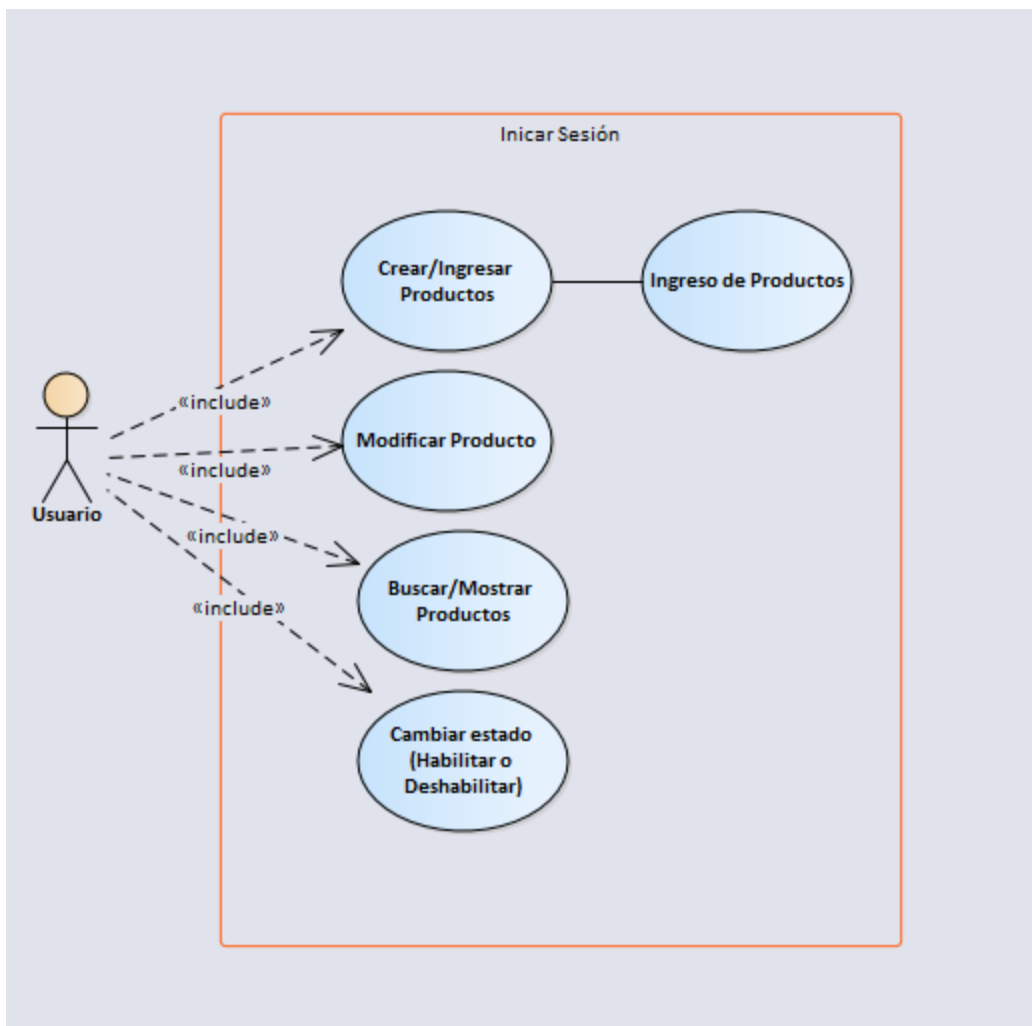 Inicar Sesión
Crear/Ingresar
Productos
Ingreso de Productos
«include»
Modificar Producto
«include»
Usuario
«include»
Buscar/Mostrar
Productos
«include»
Cambiar estado
(Habilitar o
Deshabilitar)